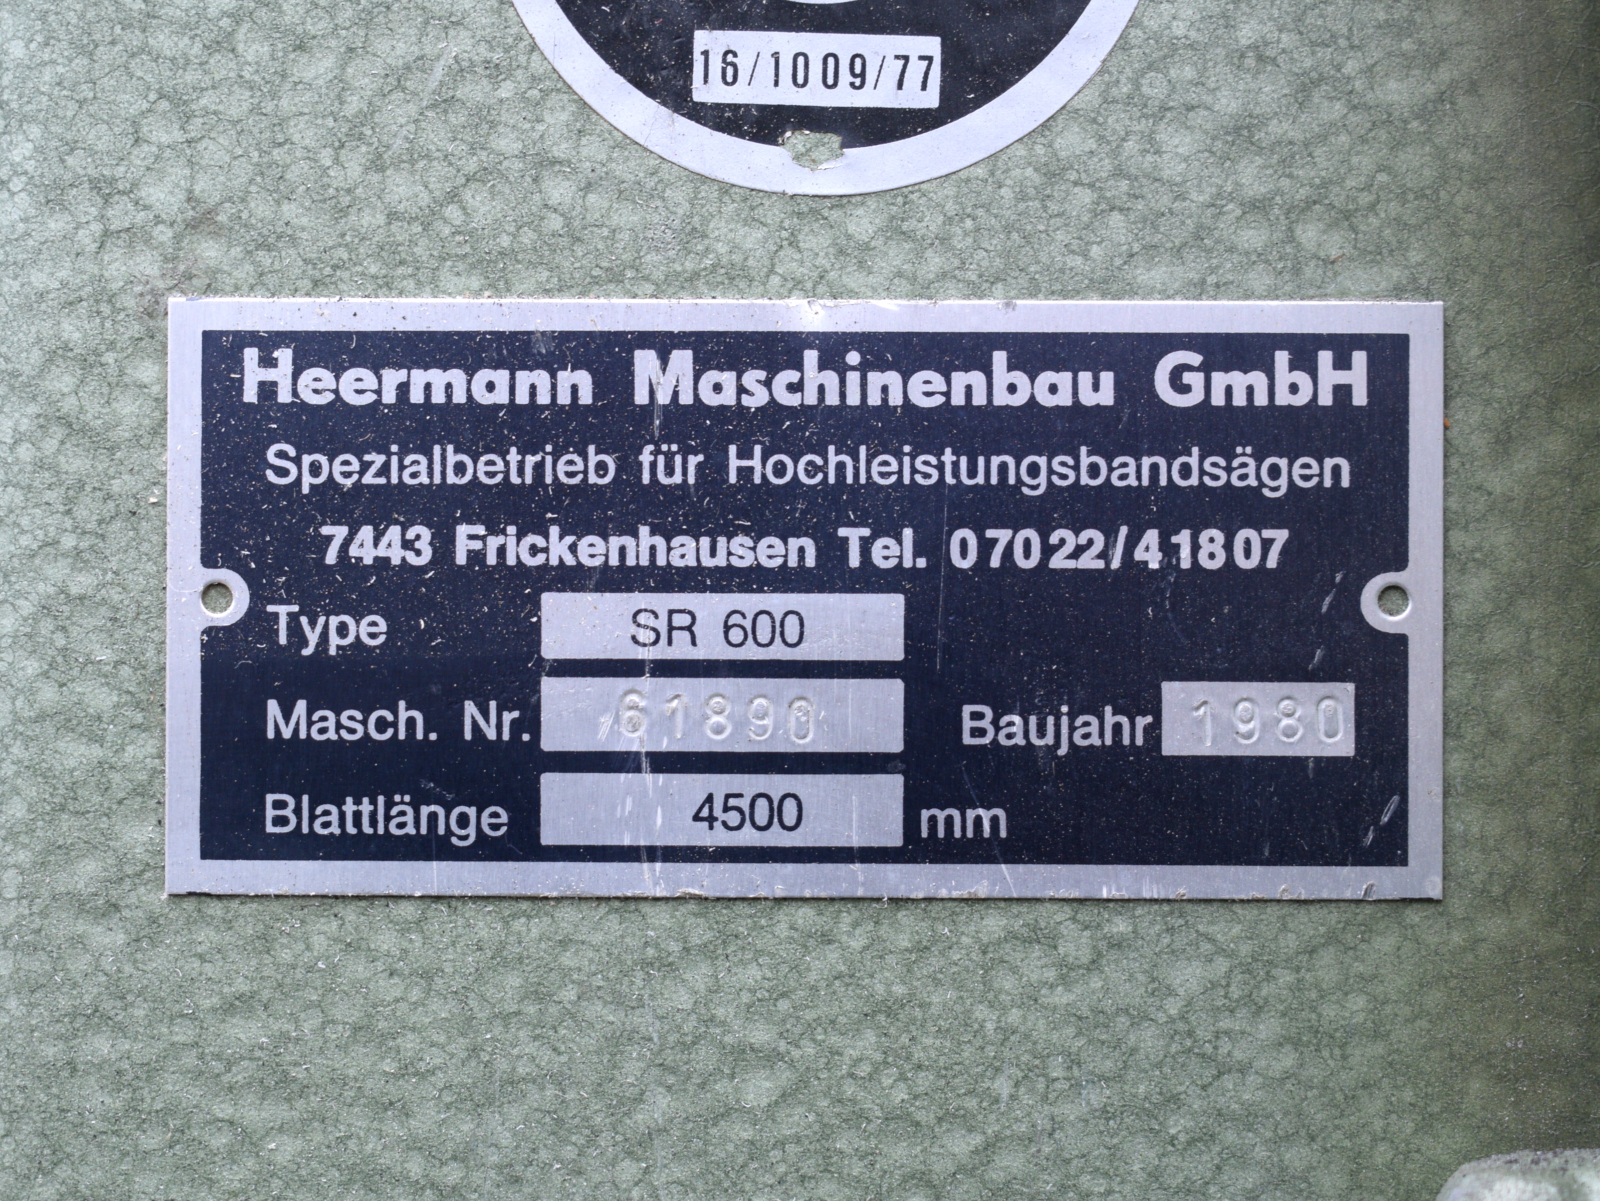 16/1009/77
Heermann Maschinenbau GmbH
Spezialbetrieb für Hochleistungsbandsägen
7443 Frickenhausen Tel. 07022/41807
Type SR 600
Masch. Nr. 61890 Baujahr 1980
Blattlänge 4500 mm